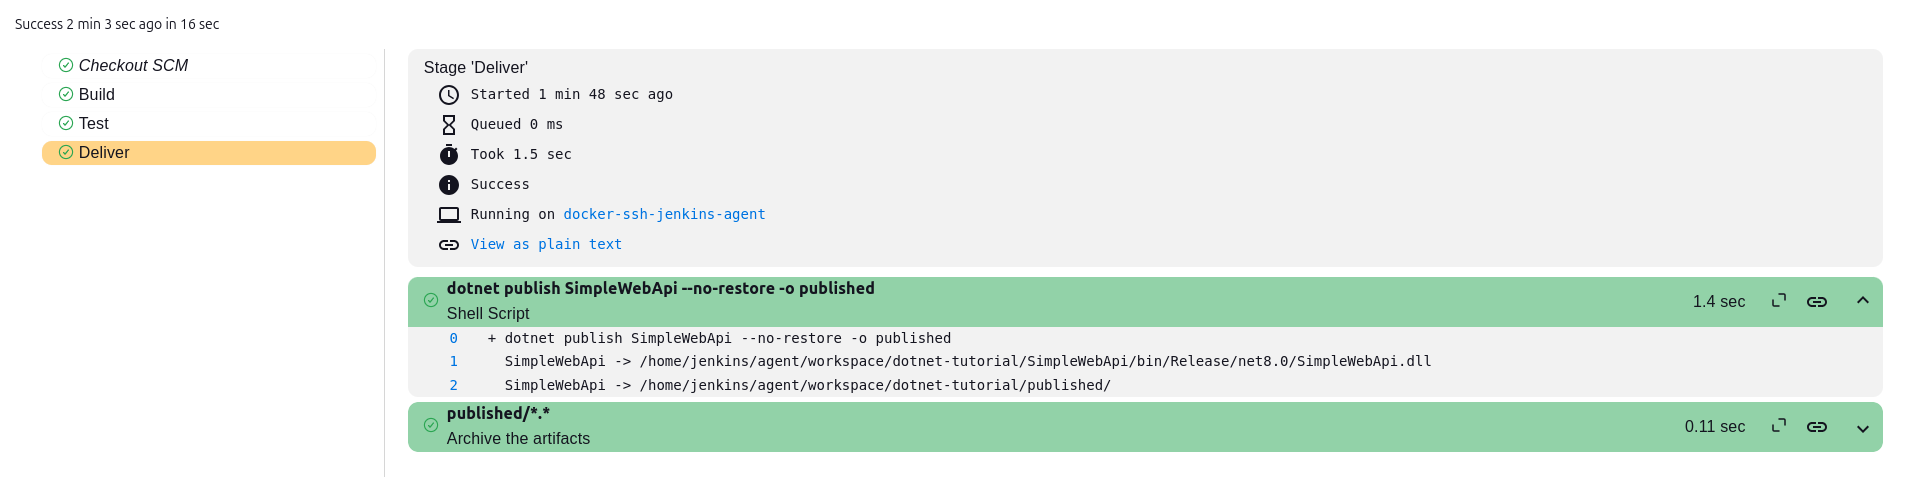 Success 2 min 3 sec ago in 16 sec
Checkout SCM
Build
Test
Deliver
Stage 'Deliver'
Started 1 min 48 sec ago
Queued 0 ms
Took 1.5 sec
Success
Running on docker-ssh-jenkins-agent
View as plain text
dotnet publish SimpleWebApi --no-restore -o published
Shell Script
1.4 sec
0 + dotnet publish SimpleWebApi --no-restore -o published
1 SimpleWebApi -> /home/jenkins/agent/workspace/dotnet-tutorial/SimpleWebApi/bin/Release/net8.0/SimpleWebApi.dll
2 SimpleWebApi -> /home/jenkins/agent/workspace/dotnet-tutorial/published/
published/*.*
Archive the artifacts
0.11 sec